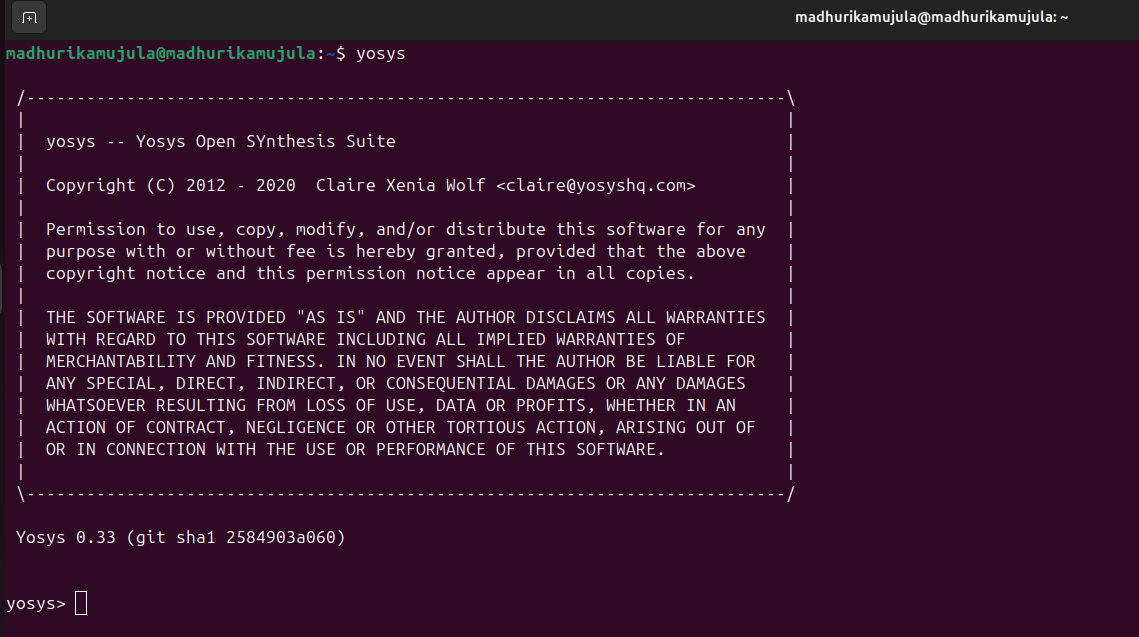 madhurikamujula@madhurikamujula: ~
madhurikamujula@madhurikamujula:~$ yosys
/----------------------------------------------------------------------------\
|                                                                            |
|  yosys -- Yosys Open SYnthesis Suite                                       |
|                                                                            |
|  Copyright (C) 2012 - 2020  Claire Xenia Wolf <claire@yosyshq.com>         |
|                                                                            |
|  Permission to use, copy, modify, and/or distribute this software for any  |
|  purpose with or without fee is hereby granted, provided that the above    |
|  copyright notice and this permission notice appear in all copies.         |
|                                                                            |
|  THE SOFTWARE IS PROVIDED "AS IS" AND THE AUTHOR DISCLAIMS ALL WARRANTIES  |
|  WITH REGARD TO THIS SOFTWARE INCLUDING ALL IMPLIED WARRANTIES OF          |
|  MERCHANTABILITY AND FITNESS. IN NO EVENT SHALL THE AUTHOR BE LIABLE FOR   |
|  ANY SPECIAL, DIRECT, INDIRECT, OR CONSEQUENTIAL DAMAGES OR ANY DAMAGES    |
|  WHATSOEVER RESULTING FROM LOSS OF USE, DATA OR PROFITS, WHETHER IN AN     |
|  ACTION OF CONTRACT, NEGLIGENCE OR OTHER TORTIOUS ACTION, ARISING OUT OF   |
|  OR IN CONNECTION WITH THE USE OR PERFORMANCE OF THIS SOFTWARE.            |
|                                                                            |
\----------------------------------------------------------------------------/
Yosys 0.33 (git sha1 2584903a060)
yosys>